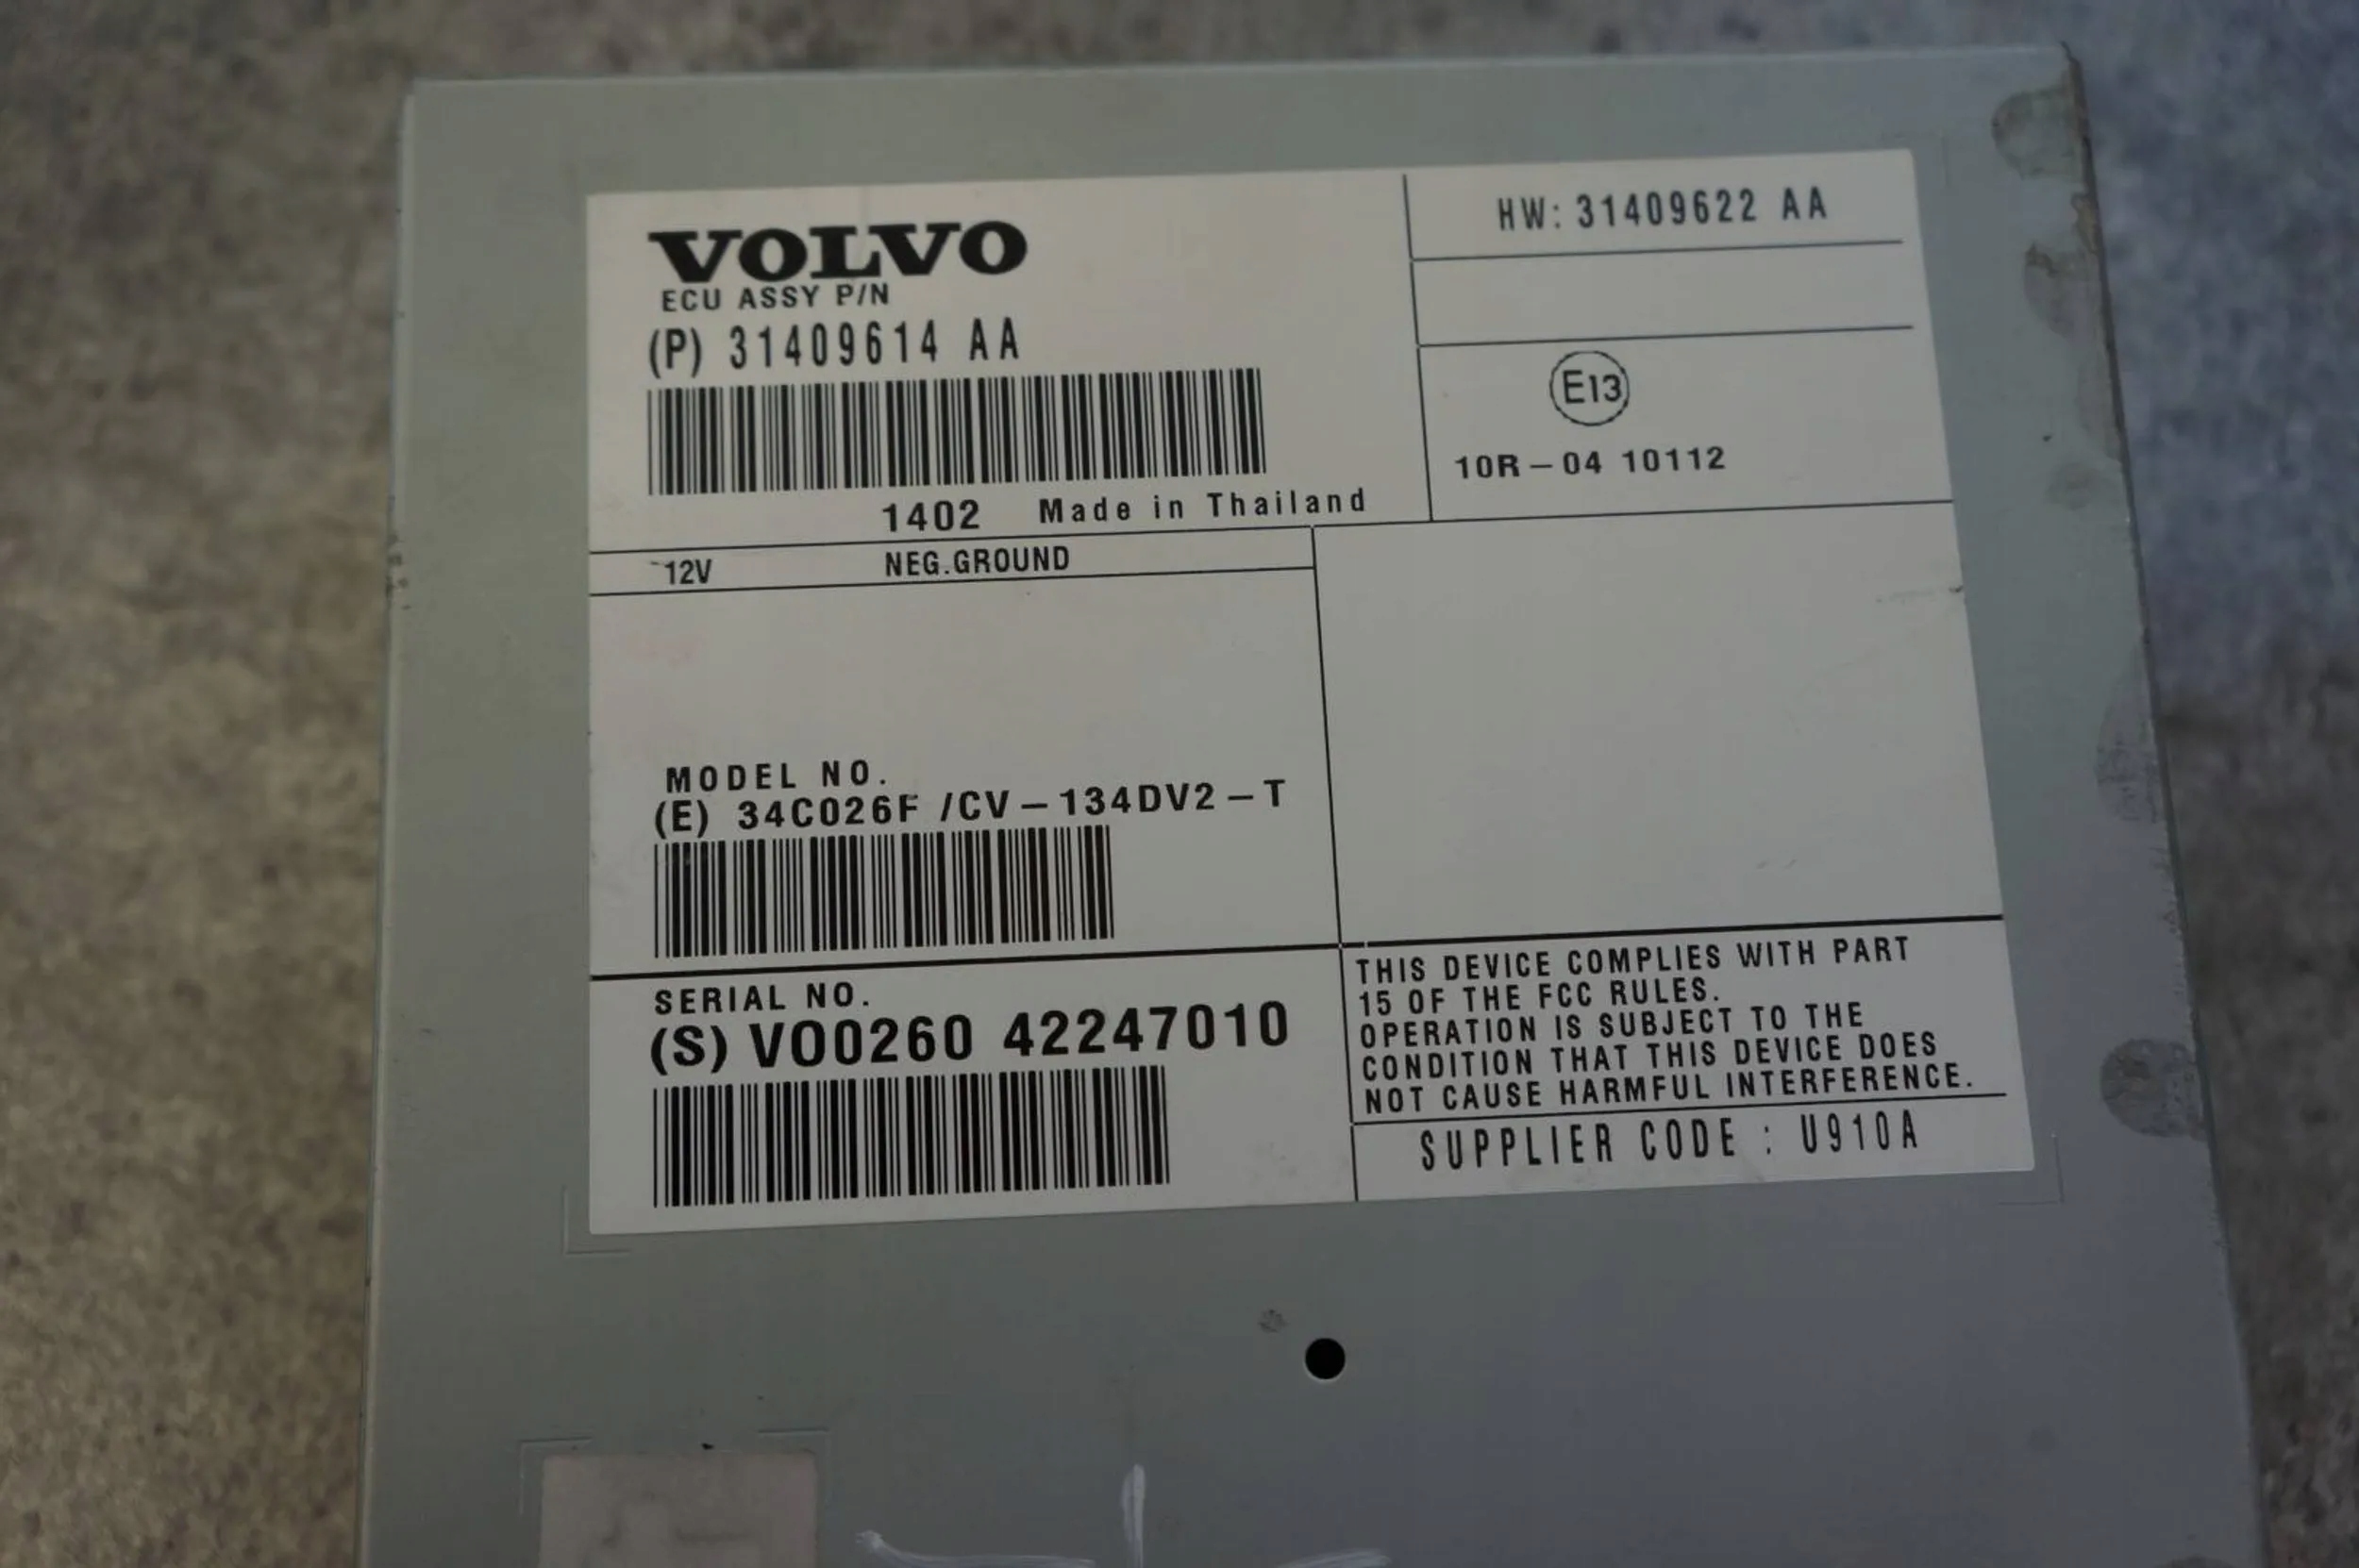 VOLVO
ECU ASSY P/N
(P) 31409614 AA
1402 Made in Thailand
HW: 31409622 AA
E13
10R-04 10112
12V NEG.GROUND
MODEL NO.
(E) 34C026F /CV-134DV2-T
SERIAL NO.
(S) VO0260 42247010
THIS DEVICE COMPLIES WITH PART
15 OF THE FCC RULES.
OPERATION IS SUBJECT TO THE
CONDITION THAT THIS DEVICE DOES
NOT CAUSE HARMFUL INTERFERENCE.
SUPPLIER CODE : U910A